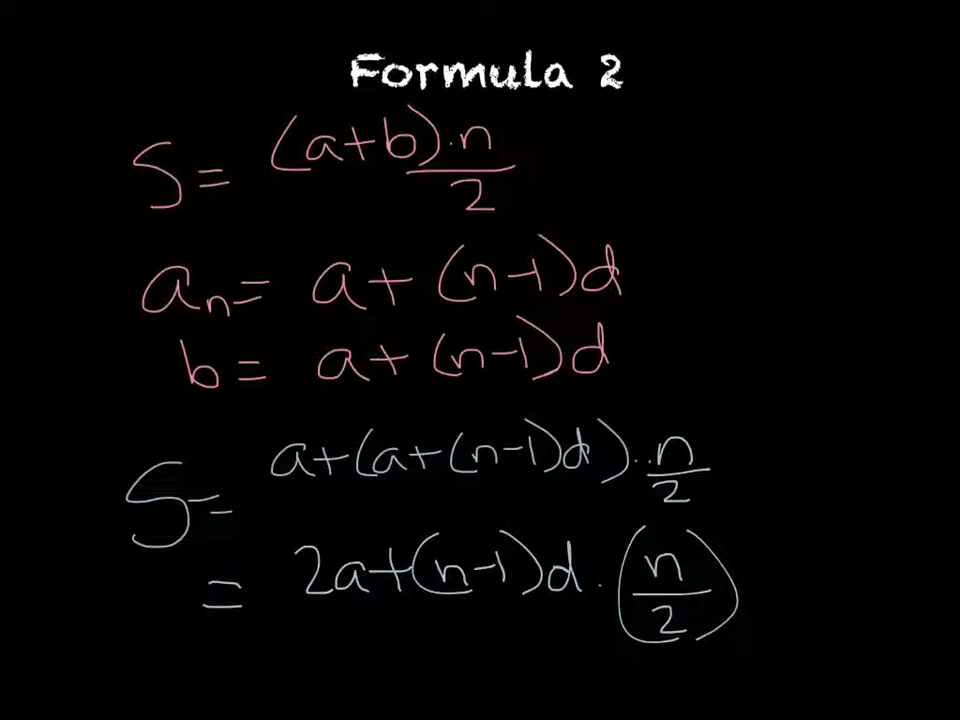 Formula 2
S = (a+b)·n/2
aₙ = a + (n-1)d
b = a + (n-1)d
S = a+(a+(n-1)d)··n/2
= 2a+(n-1)d·(n/2)